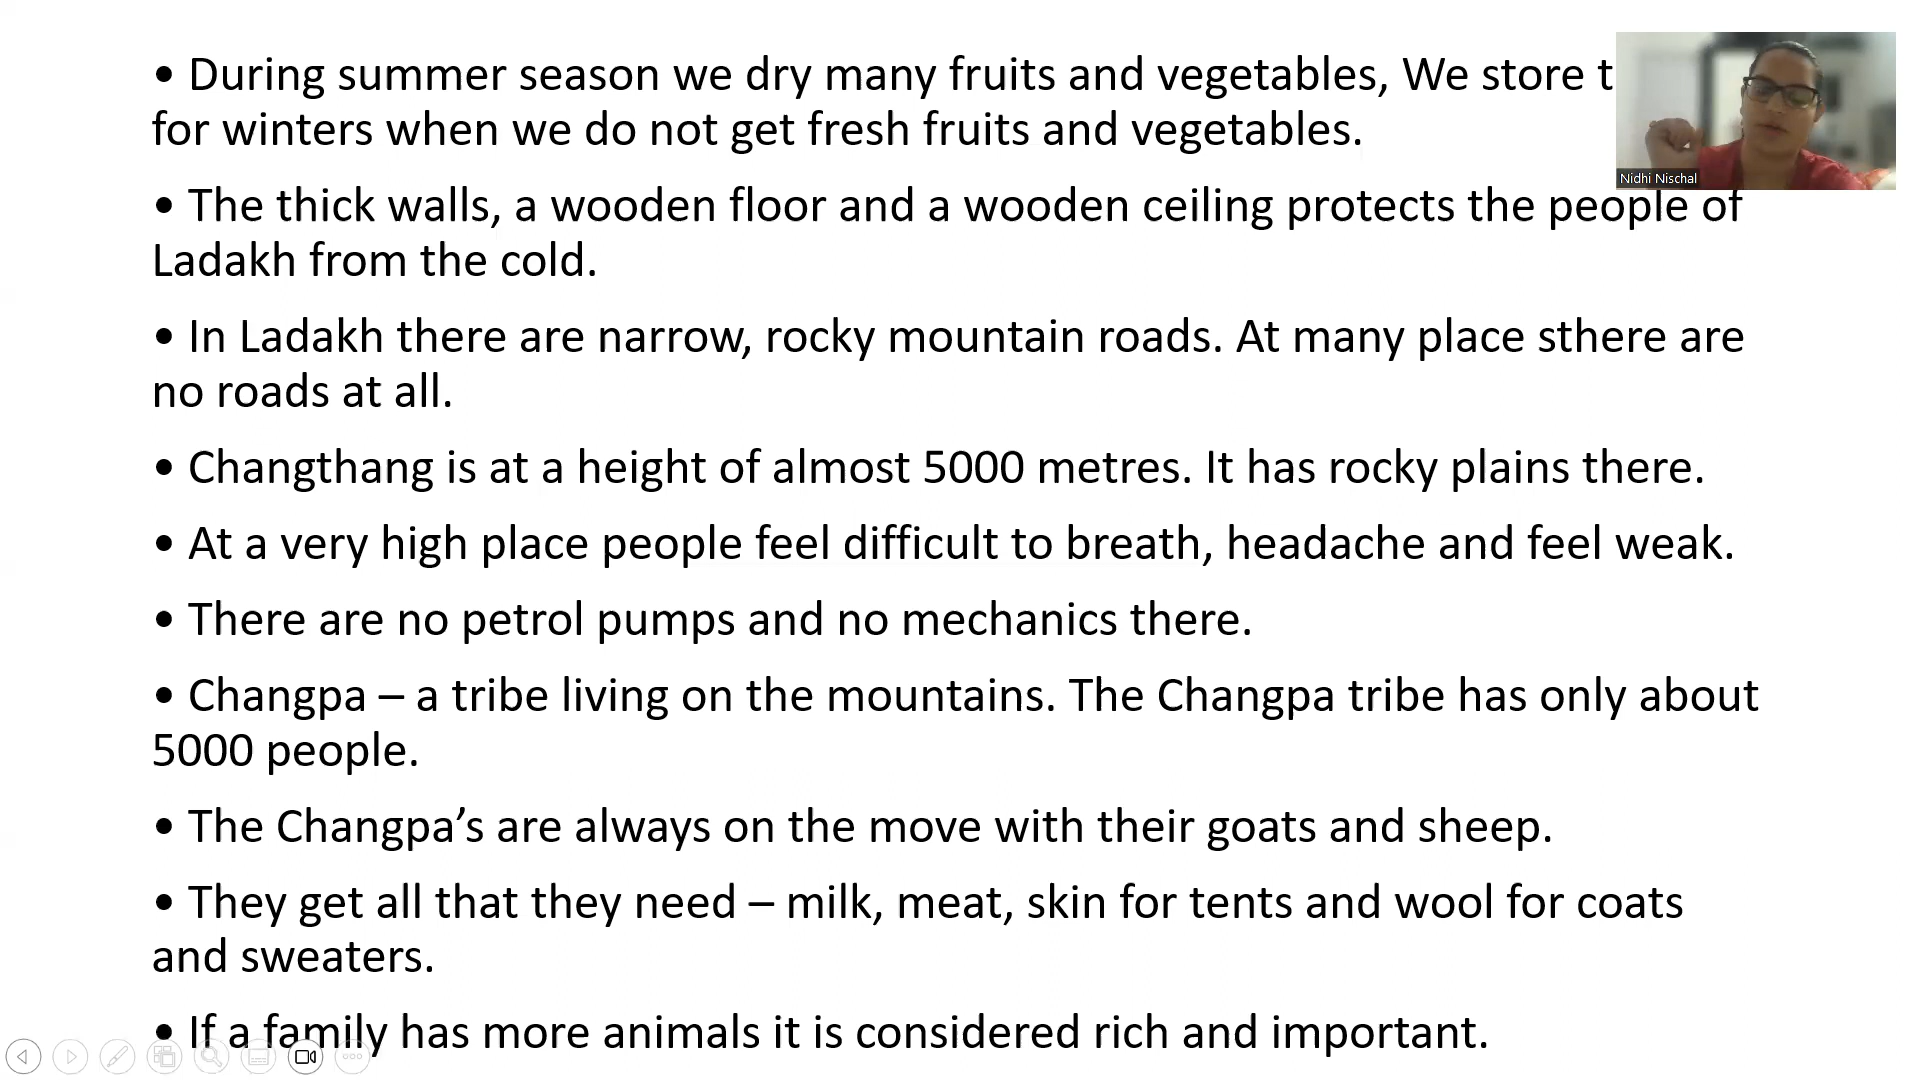 • During summer season we dry many fruits and vegetables, We store t
for winters when we do not get fresh fruits and vegetables.
Nidhi Nischal
• The thick walls, a wooden floor and a wooden ceiling protects the people of
Ladakh from the cold.
• In Ladakh there are narrow, rocky mountain roads. At many place sthere are
no roads at all.
• Changthang is at a height of almost 5000 metres. It has rocky plains there.
• At a very high place people feel difficult to breath, headache and feel weak.
• There are no petrol pumps and no mechanics there.
• Changpa – a tribe living on the mountains. The Changpa tribe has only about
5000 people.
• The Changpa’s are always on the move with their goats and sheep.
• They get all that they need – milk, meat, skin for tents and wool for coats
and sweaters.
• If a family has more animals it is considered rich and important.